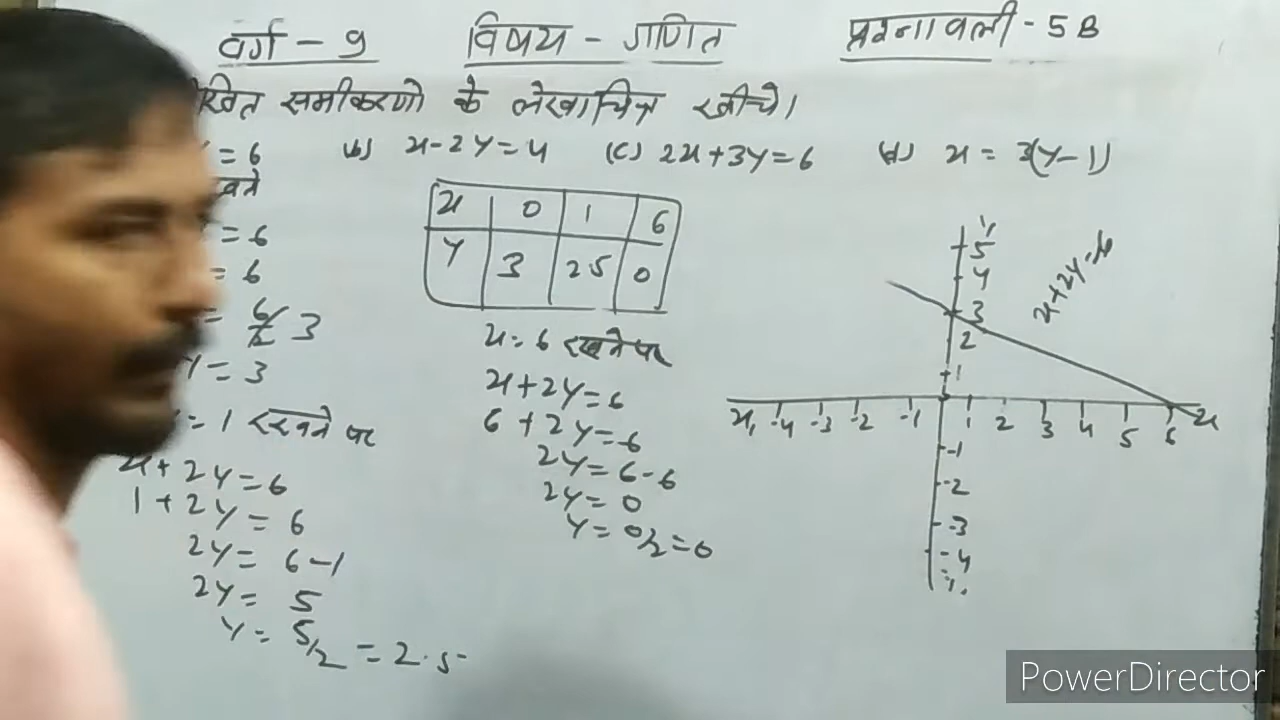 वर्ग - 9 विषय - गणित प्रश्नावली - 5B
समीकरणो के लेखाचित्र खीचे।
= 6 (b) x - 2y = 4 (c) 2x + 3y = 6 (d) x = 3(y - 1)
= 6
= 6
= 6/2 3
y = 3
= 1 रखने पर
x + 2y = 6
1 + 2y = 6
2y = 6 - 1
2y = 5
y = 5/2 = 2.5
x 0 1 6
y 3 2.5 0
x = 6 रखने पर
x + 2y = 6
6 + 2y = 6
2y = 6 - 6
2y = 0
y = 0/2 = 0
x + 2y = 6
y
5
4
3
2
1
x, -4 -3 -2 -1 1 2 3 4 5 6 x
-1
-2
-3
-4
y,
PowerDirector